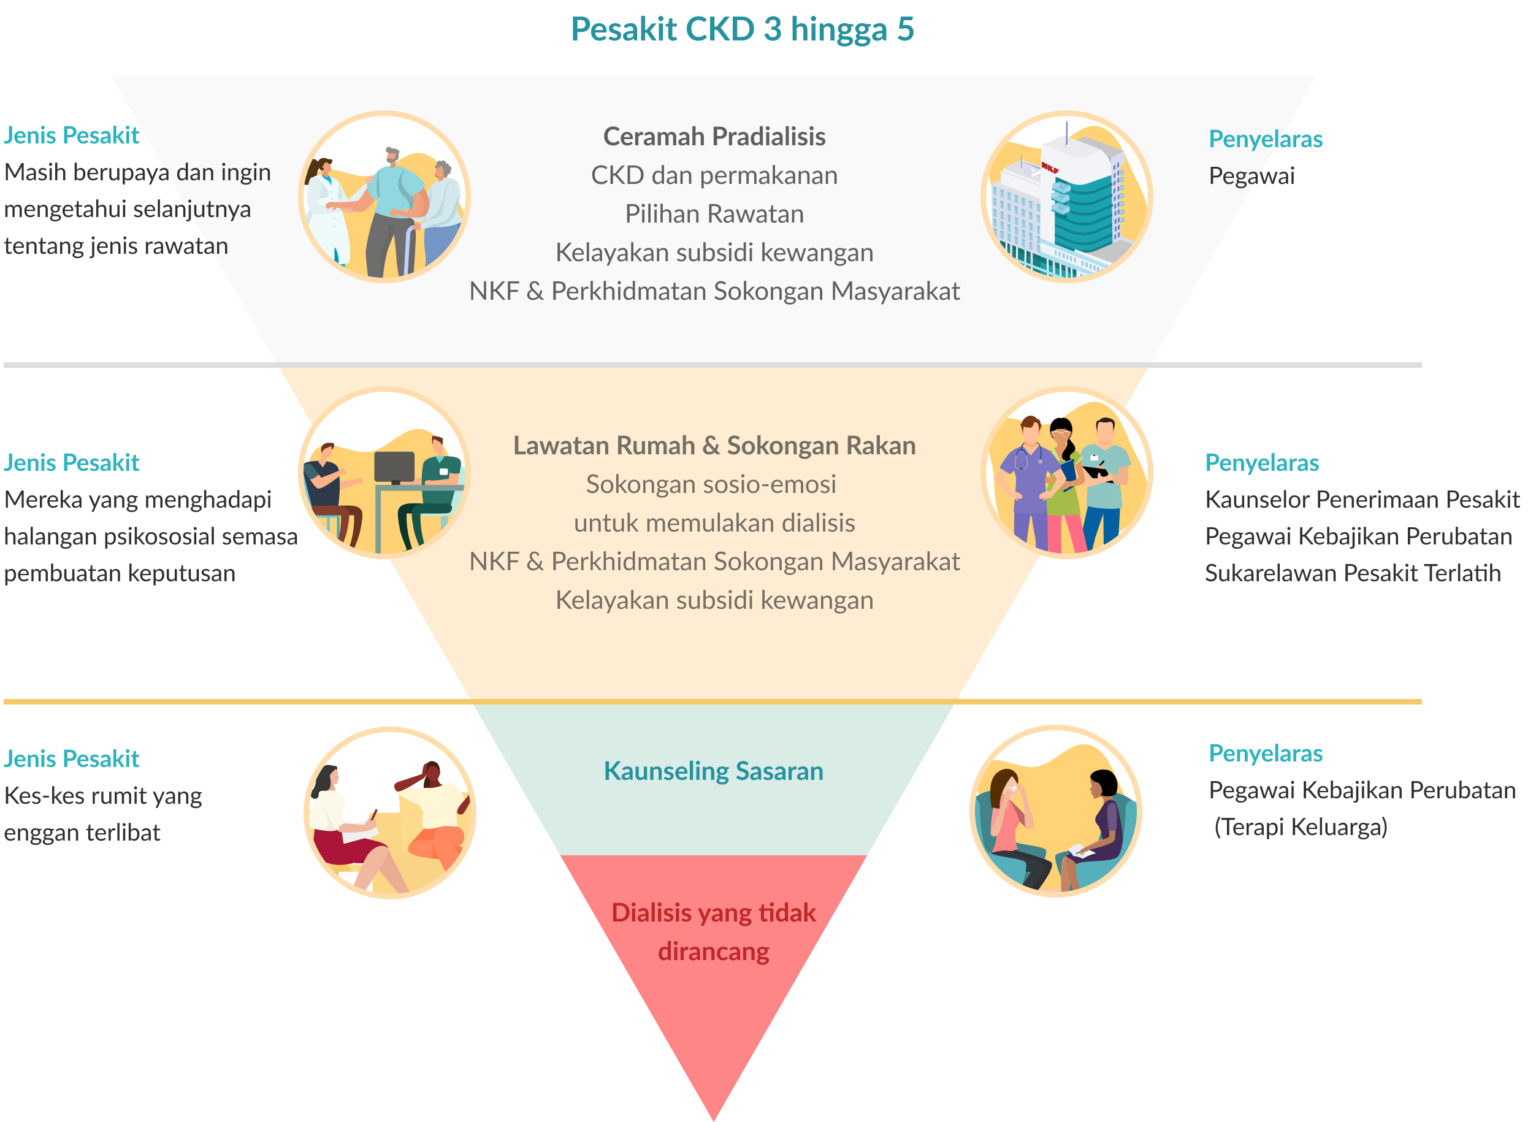 Pesakit CKD 3 hingga 5
Jenis Pesakit
Masih berupaya dan ingin
mengetahui selanjutnya
tentang jenis rawatan
Ceramah Pradialisis
CKD dan permakanan
Pilihan Rawatan
Kelayakan subsidi kewangan
NKF & Perkhidmatan Sokongan Masyarakat
NKF
Penyelaras
Pegawai
Jenis Pesakit
Mereka yang menghadapi
halangan psikososial semasa
pembuatan keputusan
Lawatan Rumah & Sokongan Rakan
Sokongan sosio-emosi
untuk memulakan dialisis
NKF & Perkhidmatan Sokongan Masyarakat
Kelayakan subsidi kewangan
Penyelaras
Kaunselor Penerimaan Pesakit
Pegawai Kebajikan Perubatan
Sukarelawan Pesakit Terlatih
Jenis Pesakit
Kes-kes rumit yang
enggan terlibat
Kaunseling Sasaran
Penyelaras
Pegawai Kebajikan Perubatan
(Terapi Keluarga)
Dialisis yang tidak
dirancang